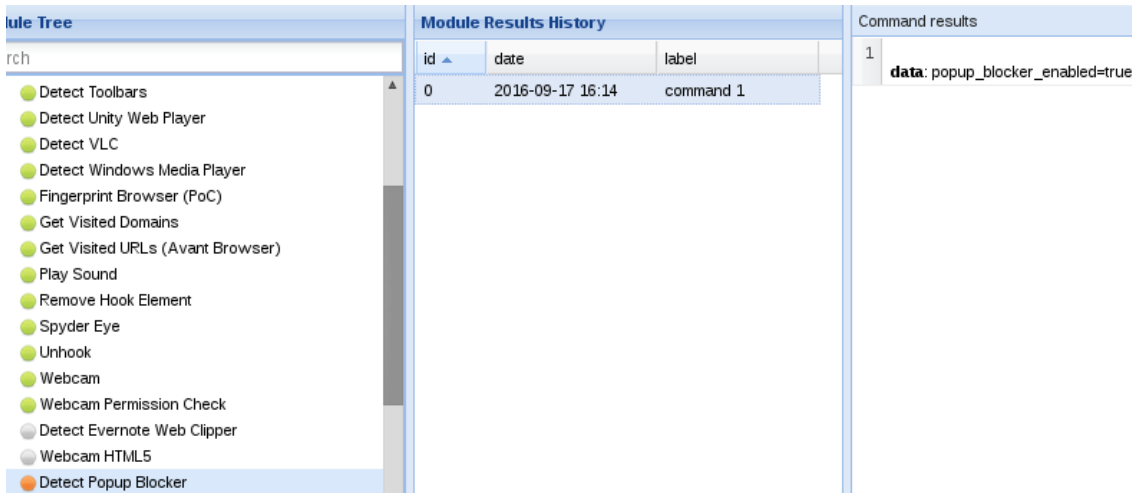 ule Tree
rch
Detect Toolbars
Detect Unity Web Player
Detect VLC
Detect Windows Media Player
Fingerprint Browser (PoC)
Get Visited Domains
Get Visited URLs (Avant Browser)
Play Sound
Remove Hook Element
Spyder Eye
Unhook
Webcam
Webcam Permission Check
Detect Evernote Web Clipper
Webcam HTML5
Detect Popup Blocker
Module Results History
id date label
0 2016-09-17 16:14 command 1
Command results
1
data: popup_blocker_enabled=true